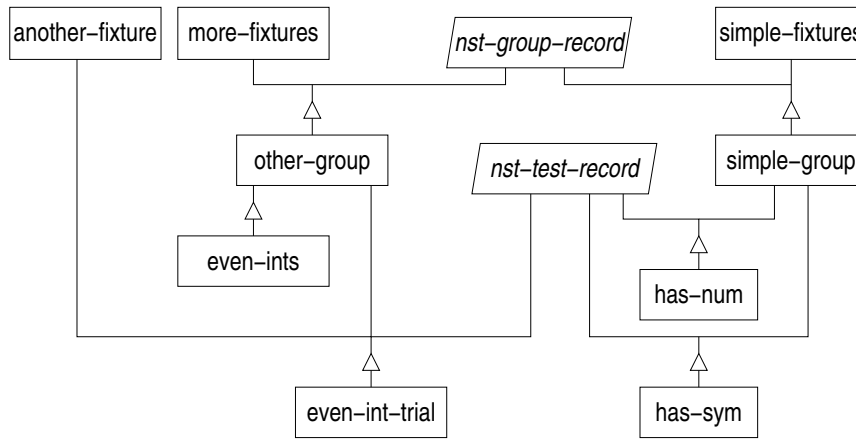 another–fixture
more–fixtures
nst–group–record
simple–fixtures
other–group
nst–test–record
simple–group
even–ints
has–num
even–int–trial
has–sym